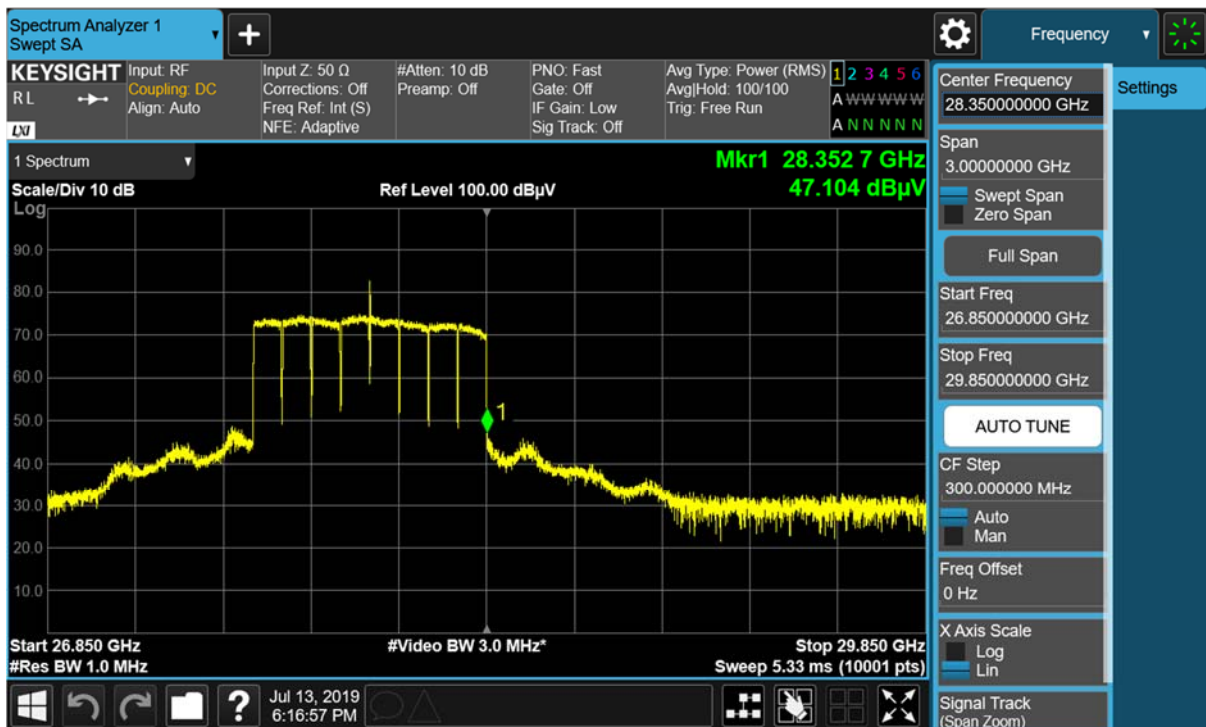 Spectrum Analyzer 1
Swept SA
+
Frequency
KEYSIGHT
R L
LXI
Input: RF
Coupling: DC
Align: Auto
Input Z: 50 Ω
Corrections: Off
Freq Ref: Int (S)
NFE: Adaptive
#Atten: 10 dB
Preamp: Off
PNO: Fast
Gate: Off
IF Gain: Low
Sig Track: Off
Avg Type: Power (RMS)
Avg|Hold: 100/100
Trig: Free Run
1 2 3 4 5 6
A W W W W W
A N N N N N
1 Spectrum
Scale/Div 10 dB
Log
Ref Level 100.00 dBµV
Mkr1 28.352 7 GHz
47.104 dBµV
90.0
80.0
70.0
60.0
50.0
40.0
30.0
20.0
10.0
1
Start 26.850 GHz
#Res BW 1.0 MHz
#Video BW 3.0 MHz*
Stop 29.850 GHz
Sweep 5.33 ms (10001 pts)
?
Jul 13, 2019
6:16:57 PM
Center Frequency
28.350000000 GHz
Span
3.00000000 GHz
Swept Span
Zero Span
Full Span
Start Freq
26.850000000 GHz
Stop Freq
29.850000000 GHz
AUTO TUNE
CF Step
300.000000 MHz
Auto
Man
Freq Offset
0 Hz
X Axis Scale
Log
Lin
Signal Track
(Span Zoom)
Settings